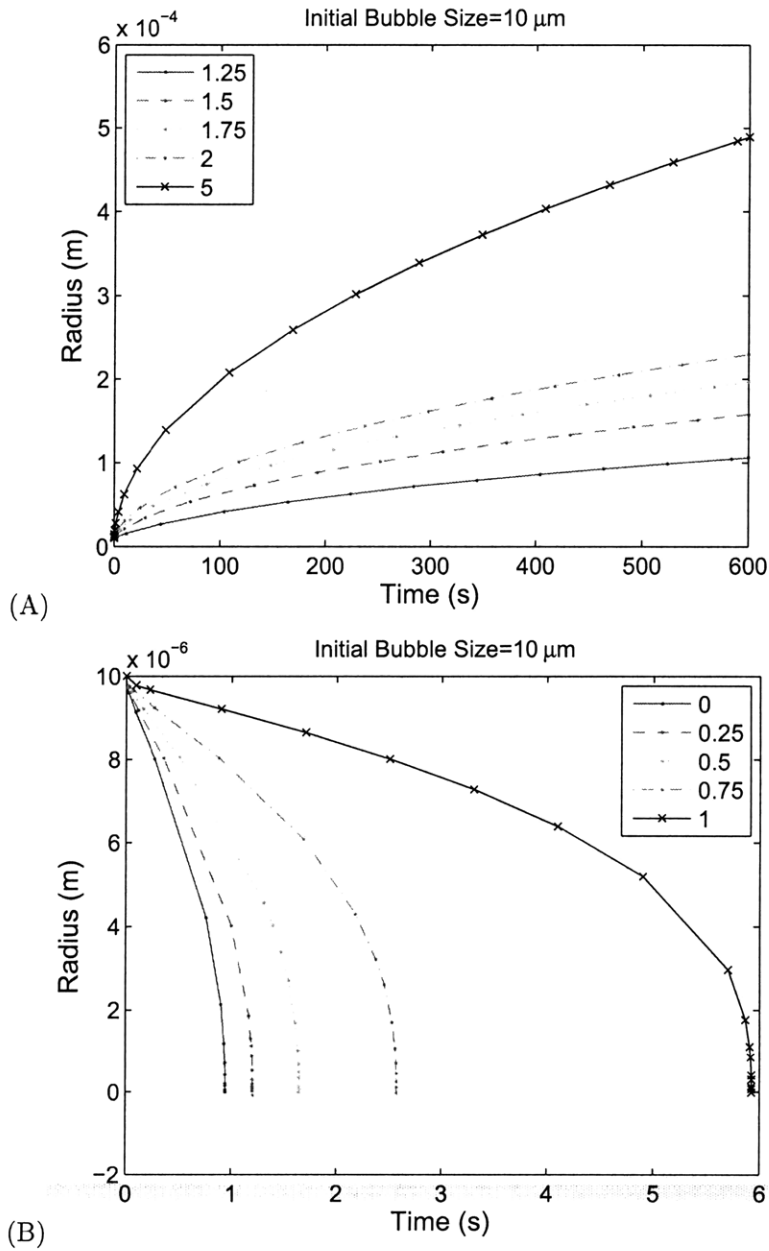 Initial Bubble Size=10 μm
x 10⁻⁴
6
5
4
3
2
1
0
Radius (m)
1.25
1.5
1.75
2
5
0 100 200 300 400 500 600
Time (s)
(A)
Initial Bubble Size=10 μm
x 10⁻⁶
10
8
6
4
2
0
−2
Radius (m)
0
0.25
0.5
0.75
1
0 1 2 3 4 5 6
Time (s)
(B)